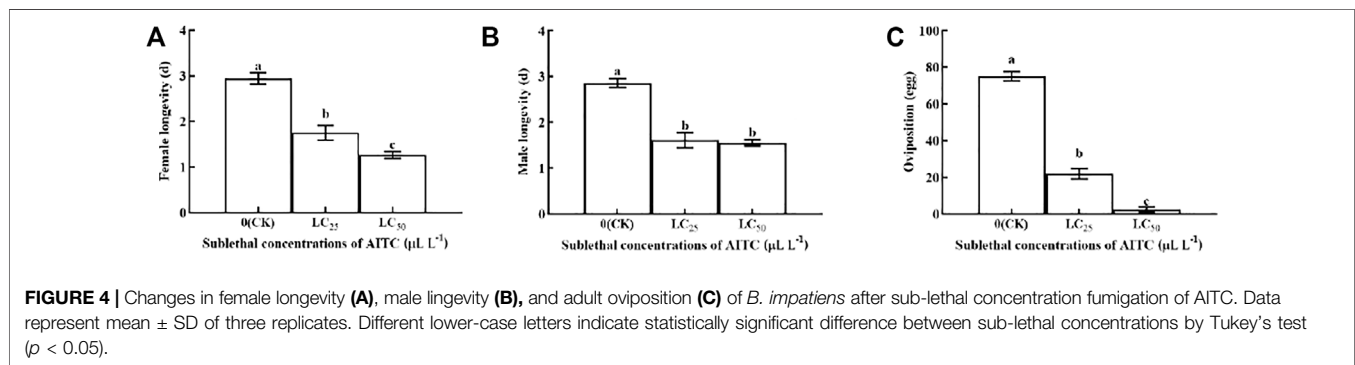 A
4
3
2
1
0
Female longevity (d)
a
b
c
0(CK)
LC25
LC50
Sublethal concentrations of AITC (μL L-1)
B
4
3
2
1
0
Male longevity (d)
a
b
b
0(CK)
LC25
LC50
Sublethal concentrations of AITC (μL L-1)
C
100
80
60
40
20
0
Oviposition (egg)
a
b
c
0(CK)
LC25
LC50
Sublethal concentrations of AITC (μL L-1)
FIGURE 4 | Changes in female longevity (A), male lingevity (B), and adult oviposition (C) of B. impatiens after sub-lethal concentration fumigation of AITC. Data
represent mean ± SD of three replicates. Different lower-case letters indicate statistically significant difference between sub-lethal concentrations by Tukey's test
(p < 0.05).